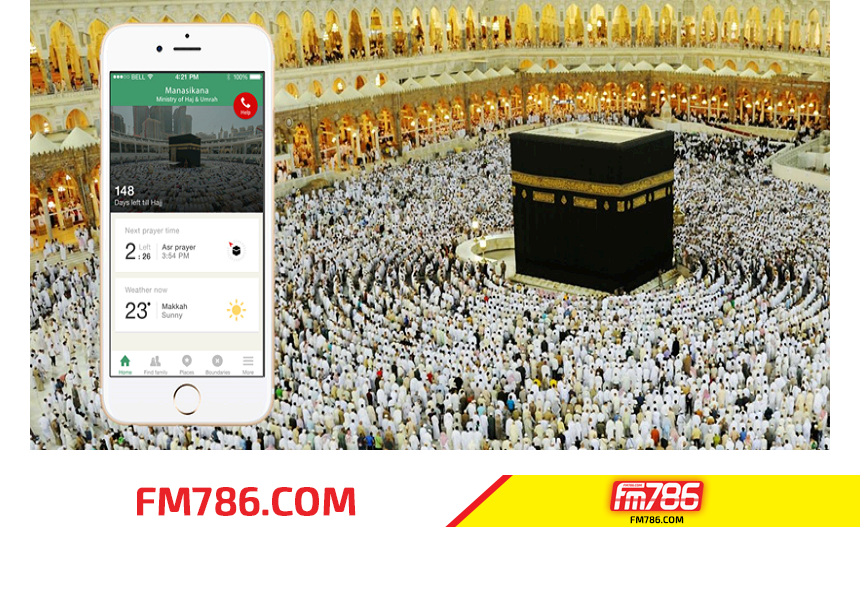 BELL 4:21 PM 100%
Manasikana
Ministry of Haj & Umrah
Help
148
Days left till Hajj
Next prayer time
2 Left : 26
Asr prayer
3:54 PM
Weather now
23°
Makkah
Sunny
Home Find tents Places Boundaries More
FM786.COM
fm786
FM786.COM